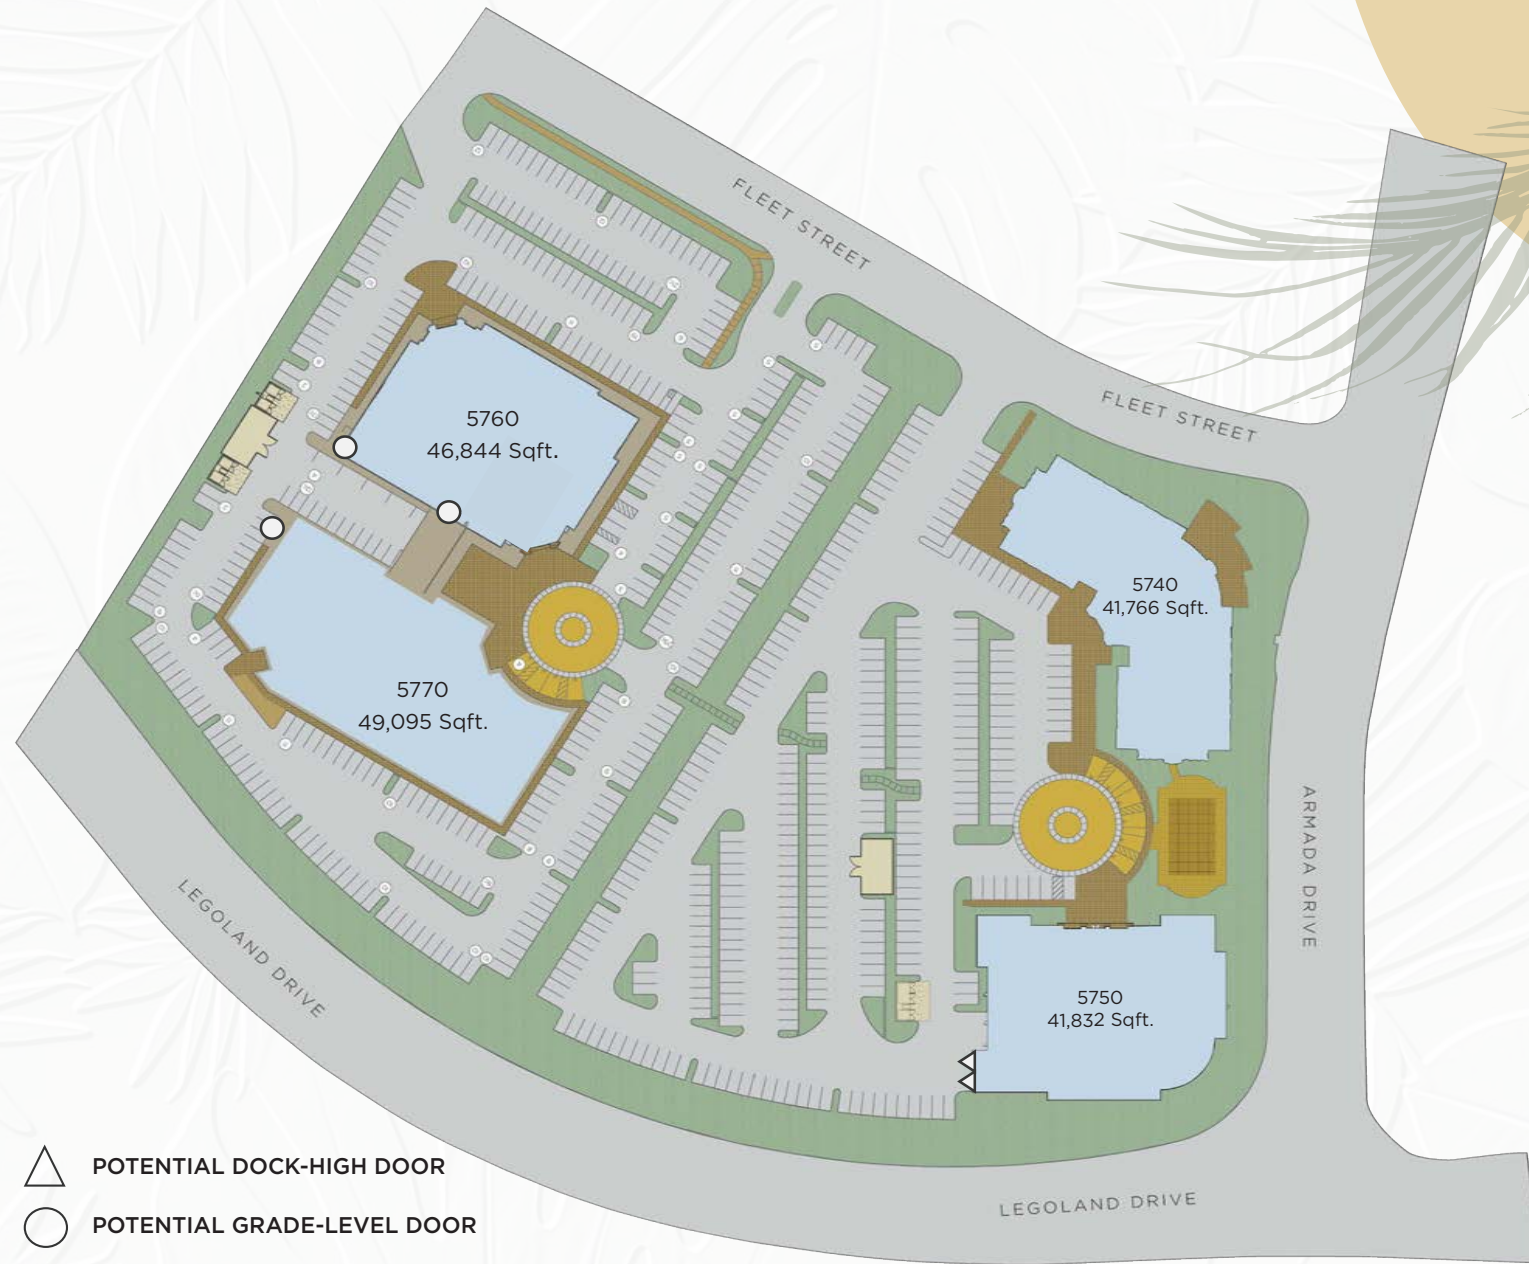 FLEET STREET
FLEET STREET
5760
46,844 Sqft.
5740
41,766 Sqft.
5770
49,095 Sqft.
ARMADA DRIVE
LEGOLAND DRIVE
5750
41,832 Sqft.
POTENTIAL DOCK-HIGH DOOR
LEGOLAND DRIVE
POTENTIAL GRADE-LEVEL DOOR